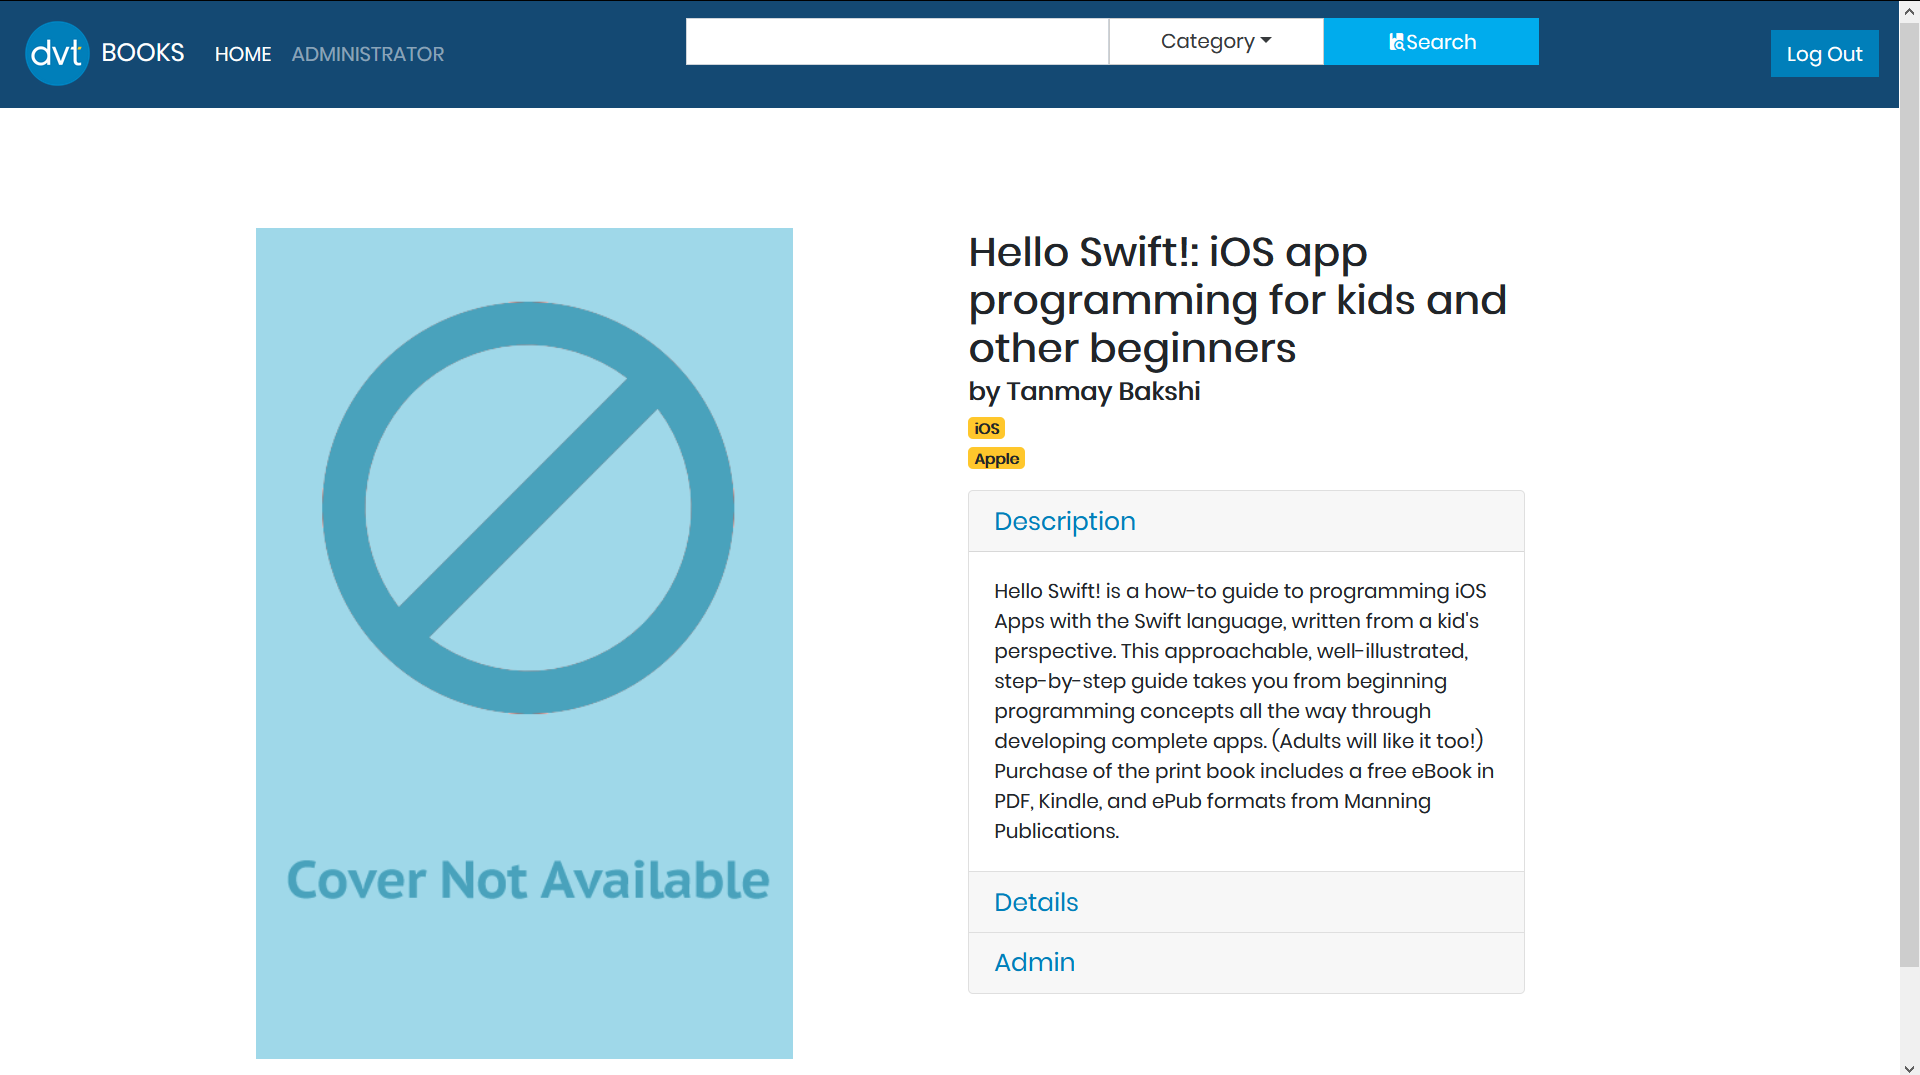 dvt BOOKS HOME ADMINISTRATOR Category Search Log Out
Hello Swift!: iOS app
programming for kids and
other beginners
by Tanmay Bakshi
iOS
Apple
Description
Hello Swift! is a how-to guide to programming iOS
Apps with the Swift language, written from a kid's
perspective. This approachable, well-illustrated,
step-by-step guide takes you from beginning
programming concepts all the way through
developing complete apps. (Adults will like it too!)
Purchase of the print book includes a free eBook in
PDF, Kindle, and ePub formats from Manning
Publications.
Details
Admin
Cover Not Available